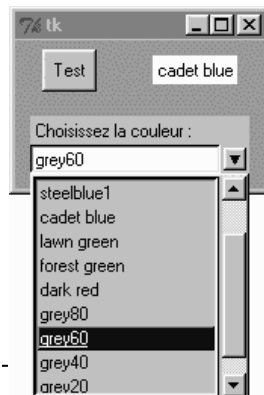 tk
Test
cadet blue
Choisissez la couleur :
grey60
steelblue1
cadet blue
lawn green
forest green
dark red
grey80
grey60
grey40
grey20